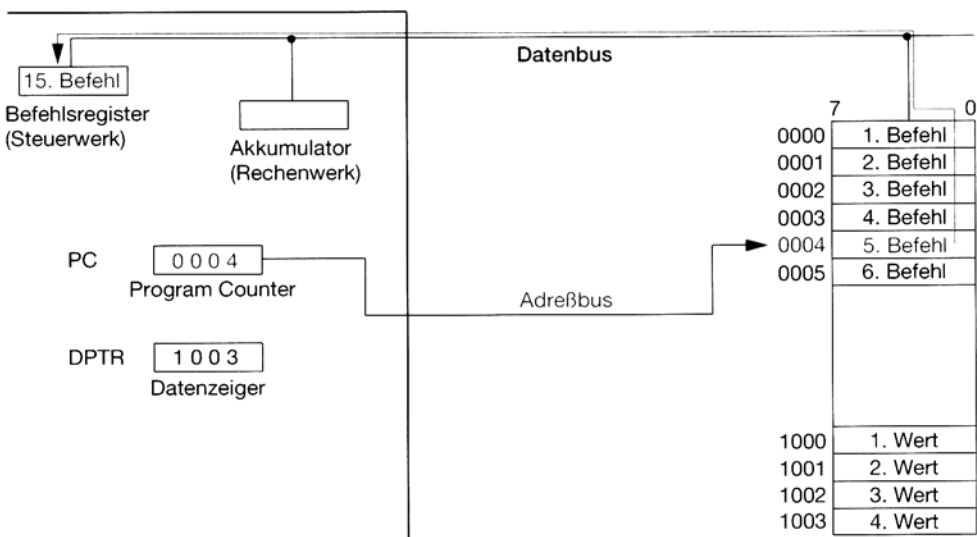 Datenbus
15. Befehl
Befehlsregister
(Steuerwerk)
Akkumulator
(Rechenwerk)
7 0
0000 1. Befehl
0001 2. Befehl
0002 3. Befehl
0003 4. Befehl
0004 5. Befehl
0005 6. Befehl
PC 0004
Program Counter
Adreßbus
DPTR 1003
Datenzeiger
1000 1. Wert
1001 2. Wert
1002 3. Wert
1003 4. Wert